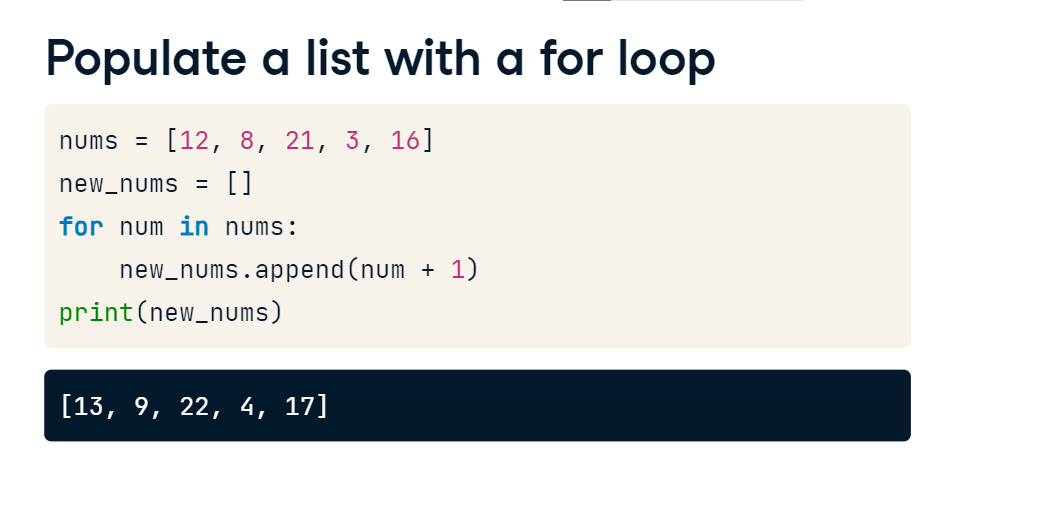 Populate a list with a for loop
nums = [12, 8, 21, 3, 16]
new_nums = []
for num in nums:
    new_nums.append(num + 1)
print(new_nums)
[13, 9, 22, 4, 17]